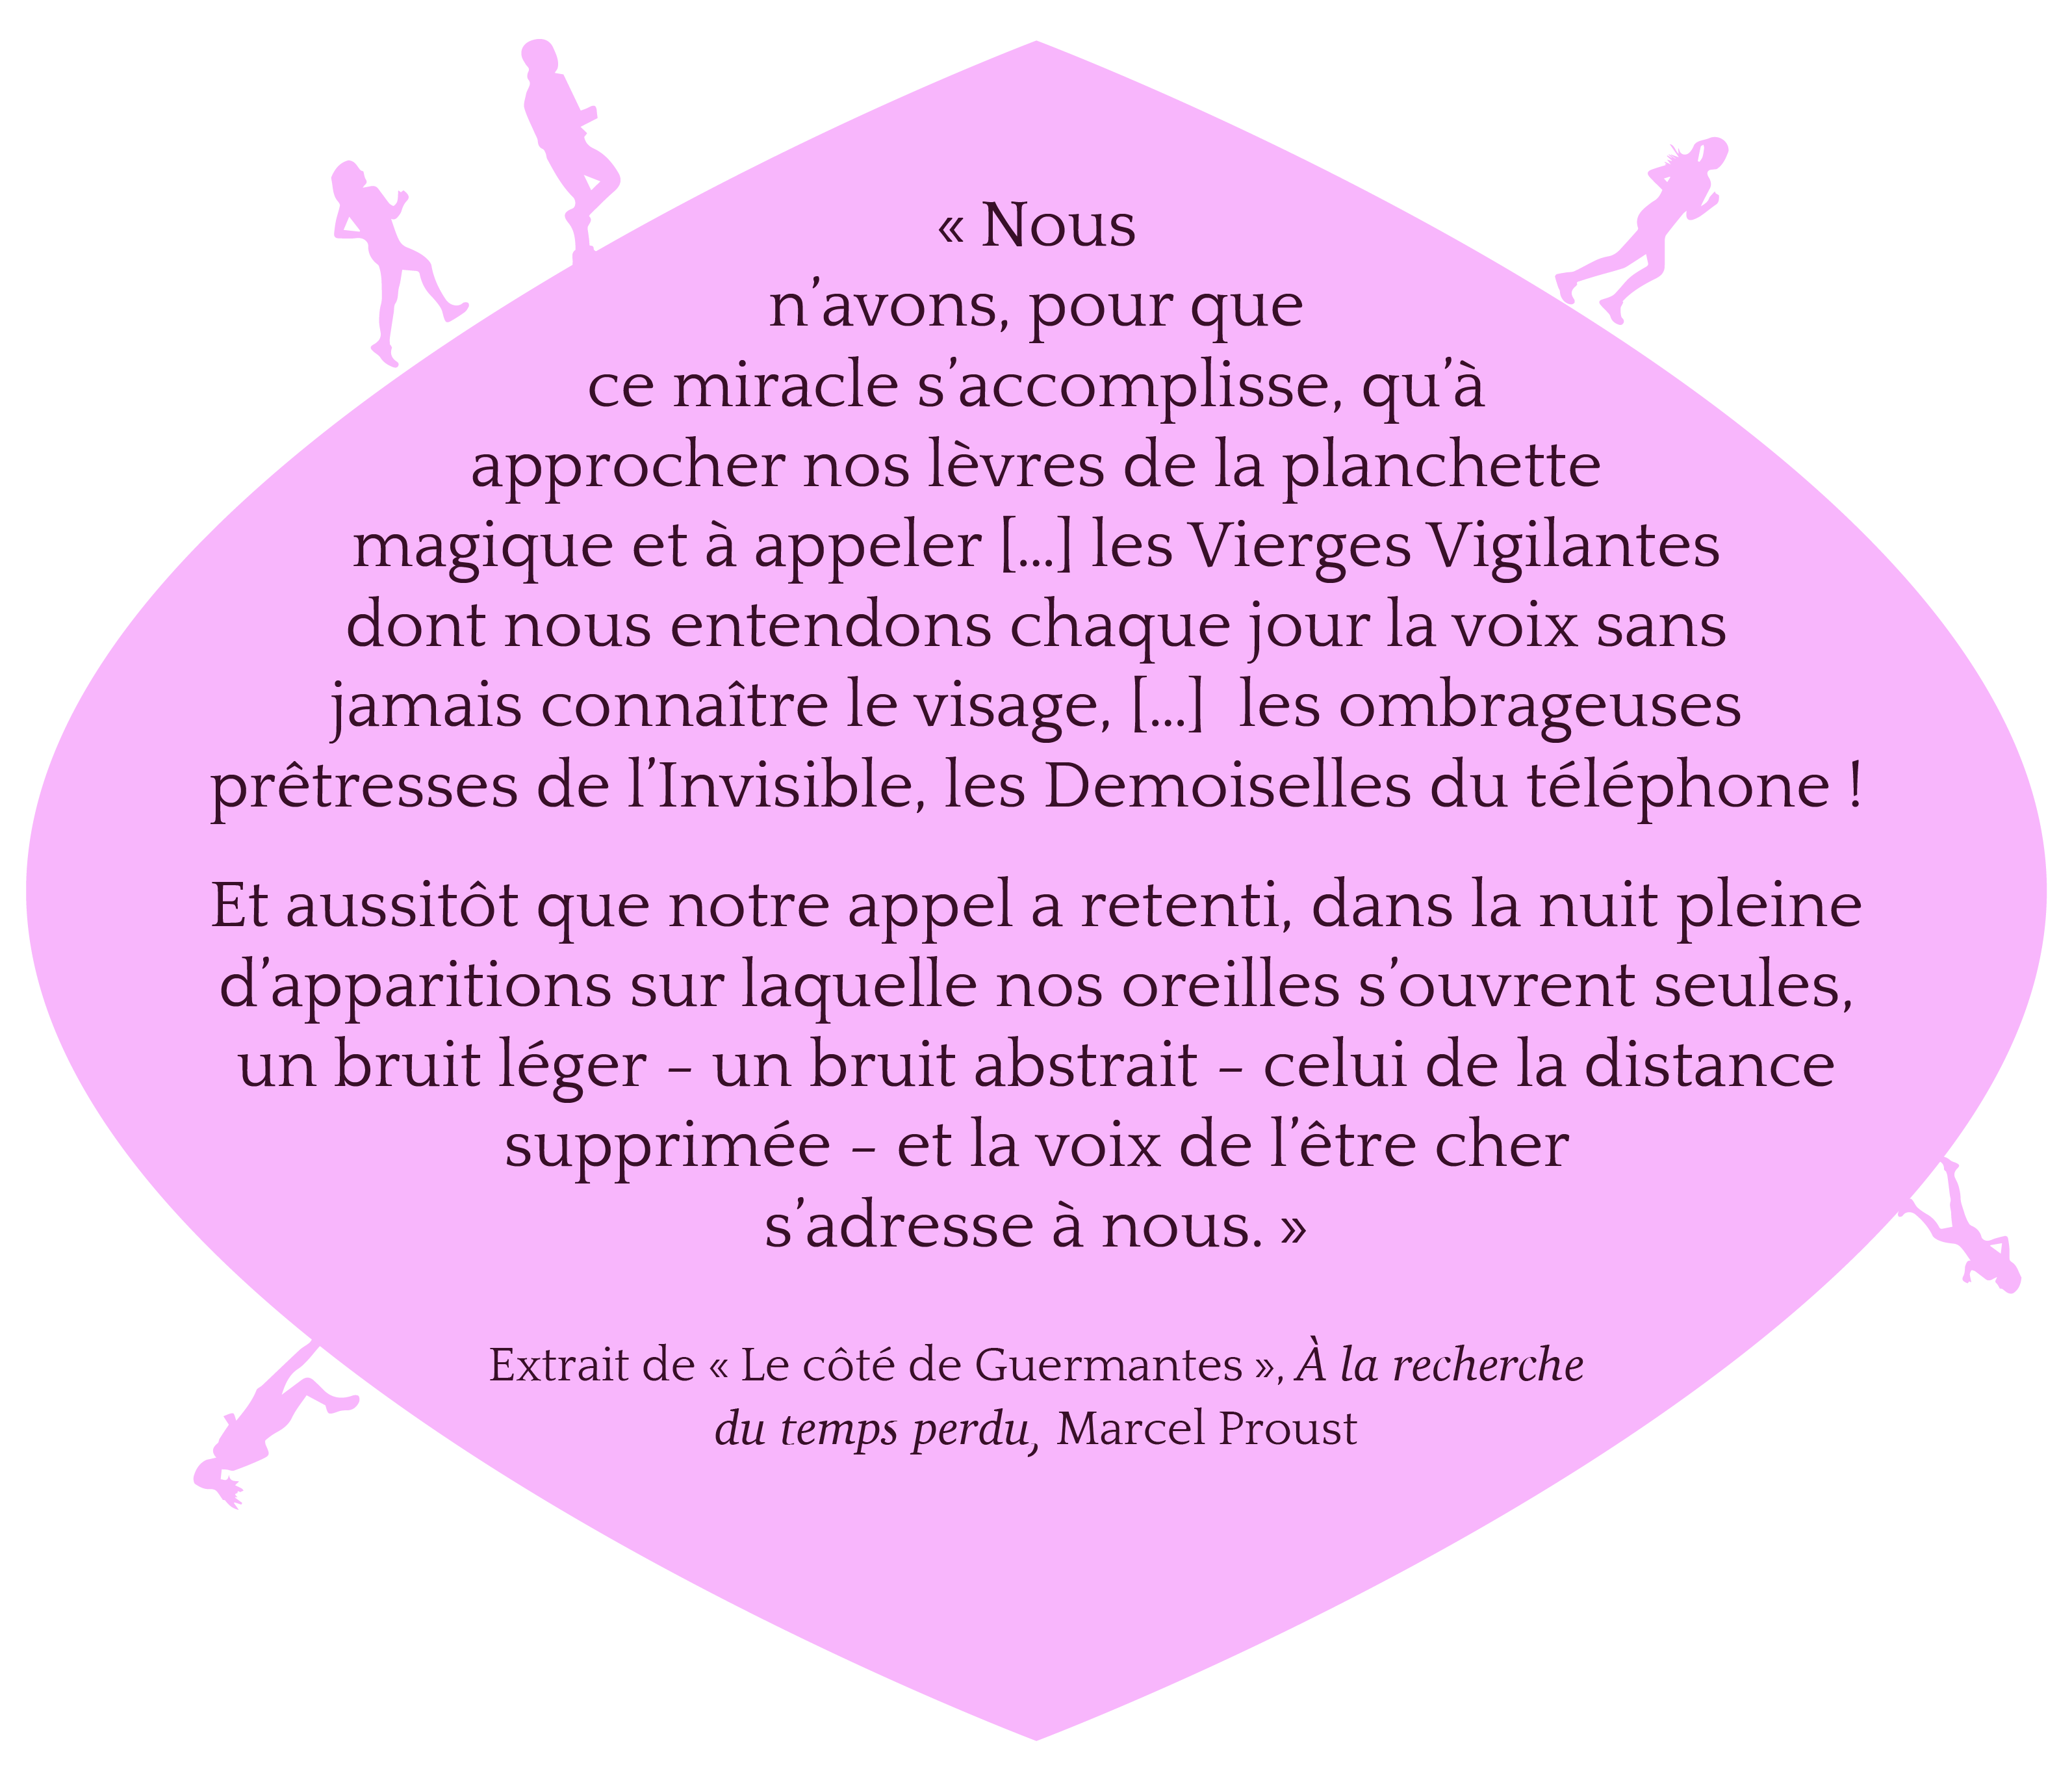 « Nous
n’avons, pour que
ce miracle s’accomplisse, qu’à
approcher nos lèvres de la planchette
magique et à appeler [...] les Vierges Vigilantes
dont nous entendons chaque jour la voix sans
jamais connaître le visage, [...] les ombrageuses
prêtresses de l’Invisible, les Demoiselles du téléphone !
Et aussitôt que notre appel a retenti, dans la nuit pleine
d’apparitions sur laquelle nos oreilles s’ouvrent seules,
un bruit léger – un bruit abstrait – celui de la distance
supprimée – et la voix de l’être cher
s’adresse à nous. »
Extrait de « Le côté de Guermantes », À la recherche
du temps perdu, Marcel Proust